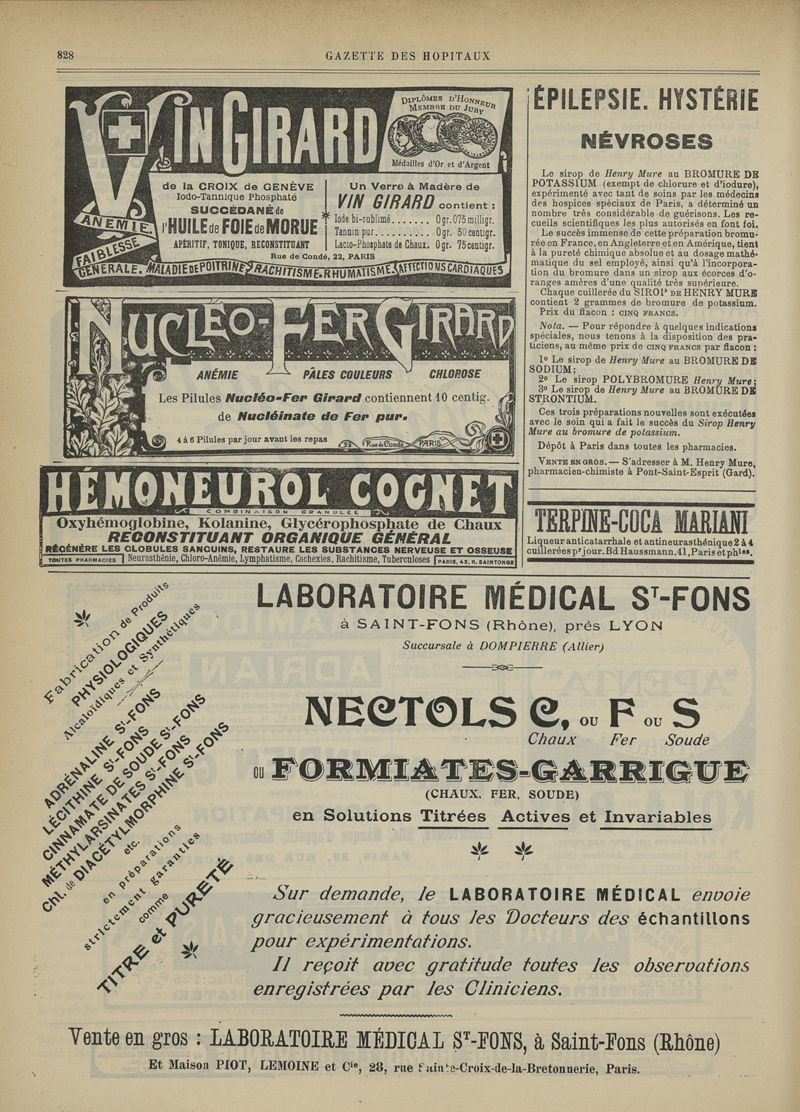 828
GAZETTE DES HOPITAUX
VIN GIRARD
DIPLÔMES D'HONNEUR
MEMBRE DU JURY
Médailles d'Or et d'Argent
de la CROIX de GENÈVE
Iodo-Tannique Phosphaté
SUCCÉDANÉ de
l'HUILE de FOIE de MORUE
APÉRITIF, TONIQUE, RECONSTITUANT
Un Verre à Madère de
VIN GIRARD contient :
Iode bi-sublimé....... 0gr. 075 milligr.
Tannin pur.......... 0gr. 50 centigr.
Lacto-Phosphate de Chaux. 0gr. 75 centigr.
Rue de Condé, 22, PARIS
ANÉMIE.
FAIBLESSE
GÉNÉRALE. MALADIE DE POITRINE RACHITISME. RHUMATISME. AFFECTIONS CARDIAQUES
NUCLÉO-FER GIRARD
ANÉMIE PÂLES COULEURS CHLOROSE
Les Pilules Nucléo-Fer Girard contiennent 10 centig.
de Nucléinate de Fer pur.
4 à 6 Pilules par jour avant les repas
22 Rue de Condé PARIS
HÉMONEUROL COGNET
COMBINAISON GRANULÉE
Oxyhémoglobine, Kolanine, Glycérophosphate de Chaux
RECONSTITUANT ORGANIQUE GÉNÉRAL
RÉGÉNÈRE LES GLOBULES SANGUINS, RESTAURE LES SUBSTANCES NERVEUSE ET OSSEUSE
TOUTES PHARMACIES Neurasthénie, Chloro-Anémie, Lymphatisme, Cachexies, Rachitisme, Tuberculoses PARIS, 43, R. SAINTONGE
ÉPILEPSIE. HYSTÉRIE
NÉVROSES
Le sirop de Henry Mure au BROMURE DE
POTASSIUM (exempt de chlorure et d'iodure),
expérimenté avec tant de soins par les médecins
des hospices spéciaux de Paris, a déterminé un
nombre très considérable de guérisons. Les re-
cueils scientifiques les plus autorisés en font foi.
Le succès immense de cette préparation bromu-
rée en France, en Angleterre et en Amérique, tient
à la pureté chimique absolue et au dosage mathé-
matique du sel employé, ainsi qu'à l'incorpora-
tion du bromure dans un sirop aux écorces d'o-
ranges amères d'une qualité très supérieure.
Chaque cuillerée du SIROP DE HENRY MURE
contient 2 grammes de bromure de potassium.
Prix du flacon : CINQ FRANCS.
Nota. — Pour répondre à quelques indications
spéciales, nous tenons à la disposition des pra-
ticiens, au même prix de CINQ FRANCS par flacon :
1º Le sirop de Henry Mure au BROMURE DE
SODIUM;
2º Le sirop POLYBROMURE Henry Mure;
3º Le sirop de Henry Mure au BROMURE DE
STRONTIUM.
Ces trois préparations nouvelles sont exécutées
avec le soin qui a fait le succès du Sirop Henry
Mure au bromure de potassium.
Dépôt à Paris dans toutes les pharmacies.
VENTE EN GROS. — S'adresser à M. Henry Mure,
pharmacien-chimiste à Pont-Saint-Esprit (Gard).
TERPINE-COCA MARIANI
Liqueur anticatarrhale et antineurasthénique 2 à 4
cuillerées pr jour. Bd Haussmann, 41, Paris et phies.
Fabrication de Produits
PHYSIOLOGIQUES
Alcaloïdiques et Synthétiques
ADRÉNALINE St-FONS
LÉCITHINE St-FONS
CINNAMATE DE SOUDE St-FONS
MÉTHYLARSINATES St-FONS
Chl. de DIACÉTYLMORPHINE St-FONS
etc.
en préparations
strictement garanties
comme
TITRE et PURETÉ
LABORATOIRE MÉDICAL ST-FONS
à SAINT-FONS (Rhône), près LYON
Succursale à DOMPIERRE (Allier)
NECTOLS C, OU F OU S
Chaux Fer Soude
OU FORMIATES-GARRIGUE
(CHAUX, FER, SOUDE)
en Solutions Titrées Actives et Invariables
Sur demande, le LABORATOIRE MÉDICAL envoie
gracieusement à tous les Docteurs des échantillons
pour expérimentations.
Il reçoit avec gratitude toutes les observations
enregistrées par les Cliniciens.
Vente en gros : LABORATOIRE MÉDICAL ST-FONS, à Saint-Fons (Rhône)
Et Maison PIOT, LEMOINE et Cie, 28, rue Sainte-Croix-de-la-Bretonnerie, Paris.